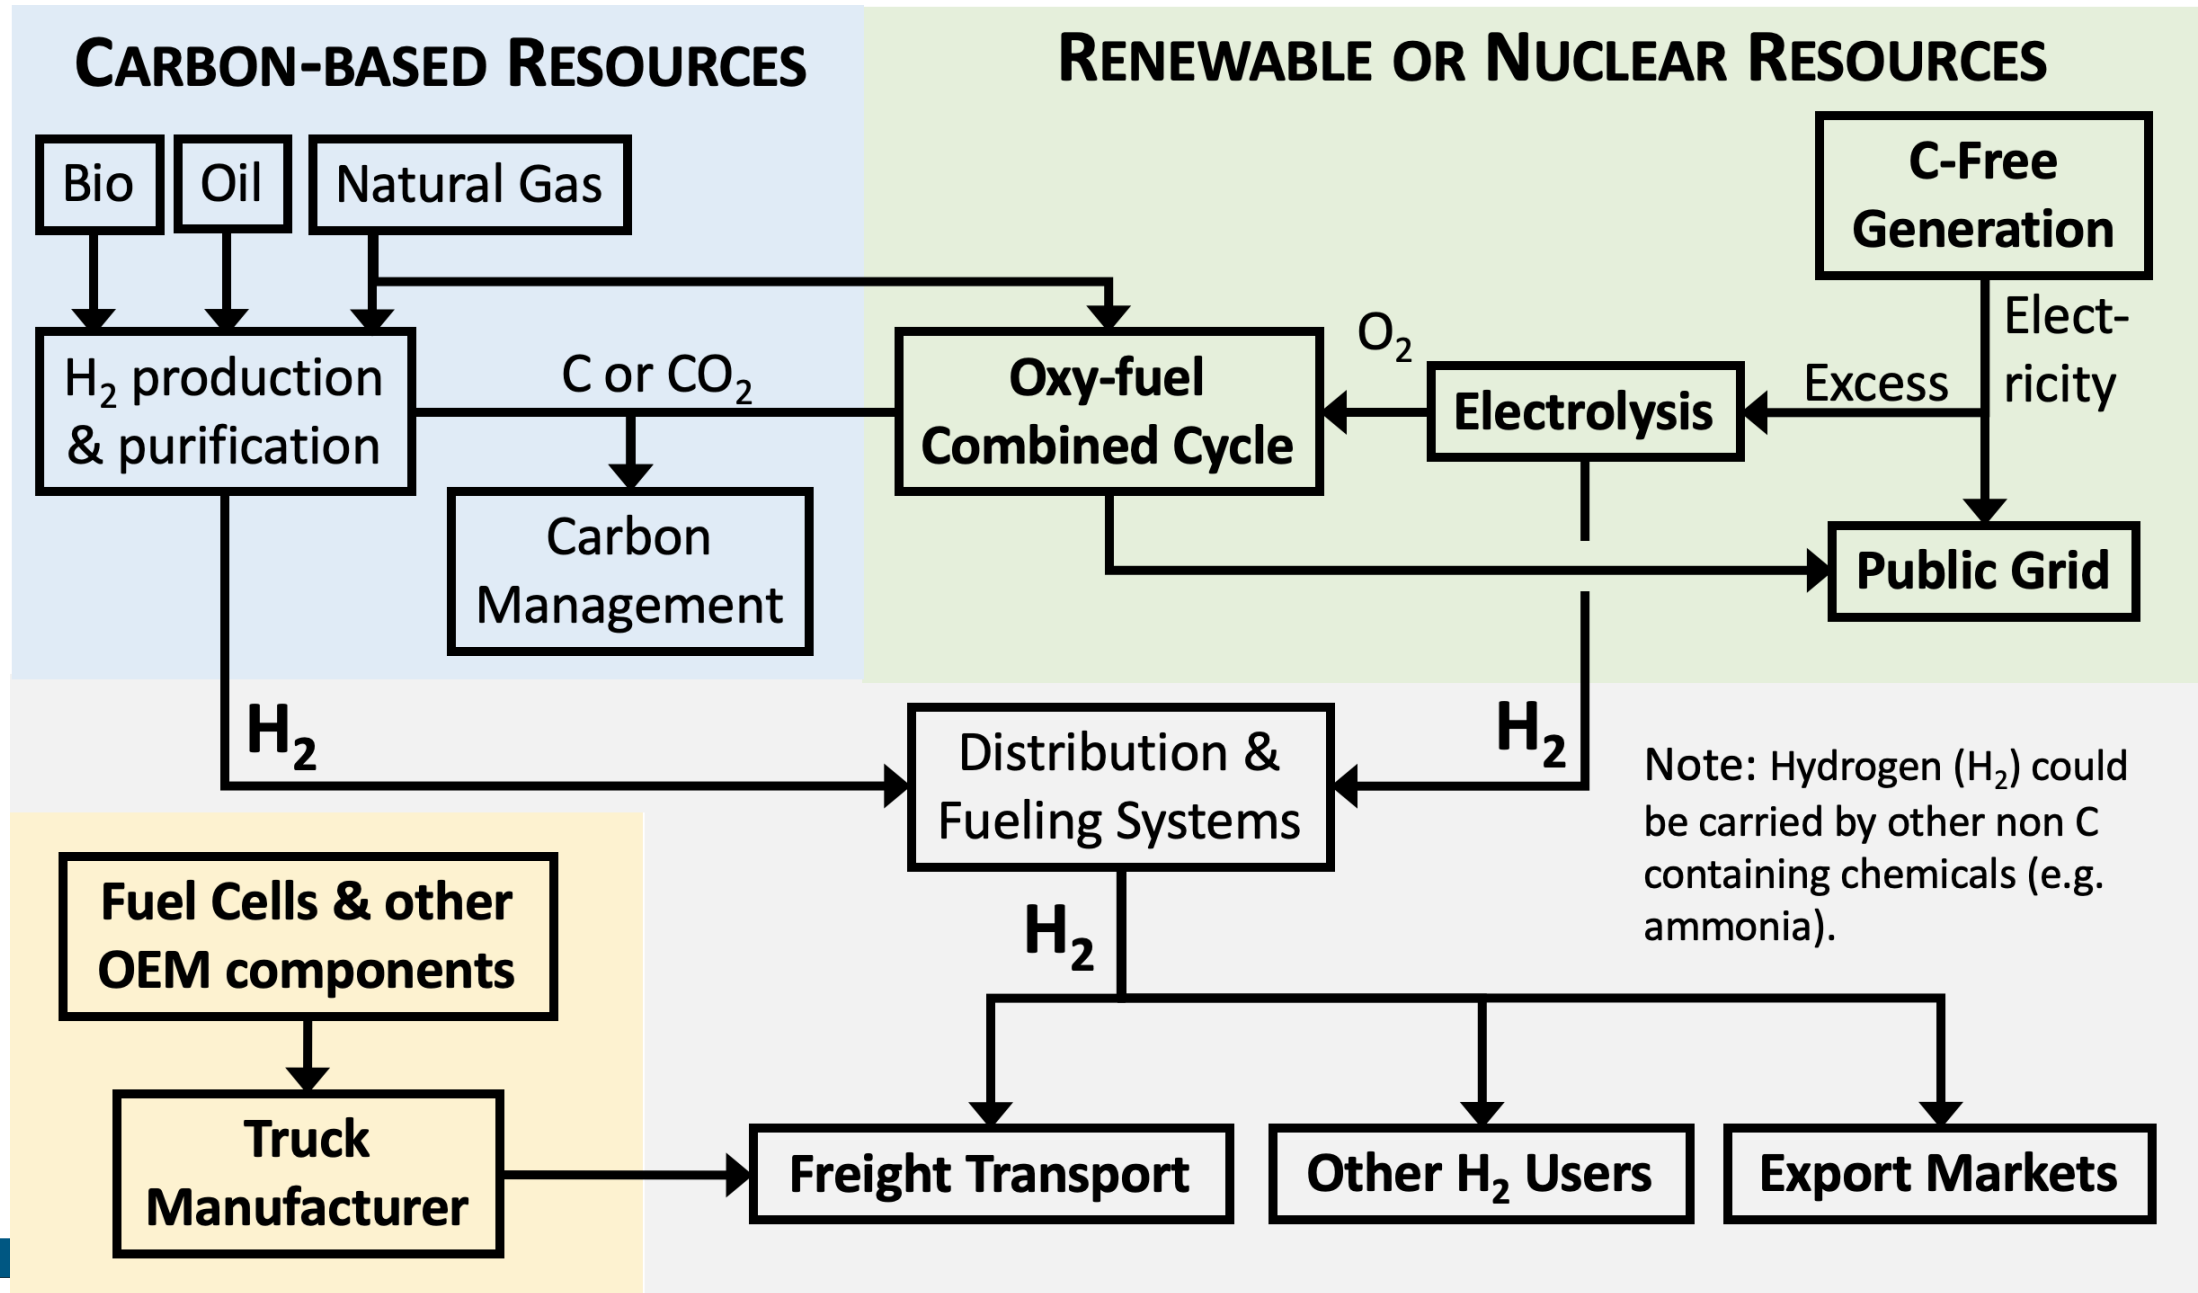 CARBON-BASED RESOURCES
RENEWABLE OR NUCLEAR RESOURCES
Bio
Oil
Natural Gas
C-Free
Generation
Elect-
ricity
H₂ production
& purification
C or CO₂
Oxy-fuel
Combined Cycle
O₂
Electrolysis
Excess
Carbon
Management
Public Grid
H₂
Distribution &
Fueling Systems
H₂
Note: Hydrogen (H₂) could
be carried by other non C
containing chemicals (e.g.
ammonia).
Fuel Cells & other
OEM components
H₂
Truck
Manufacturer
Freight Transport
Other H₂ Users
Export Markets